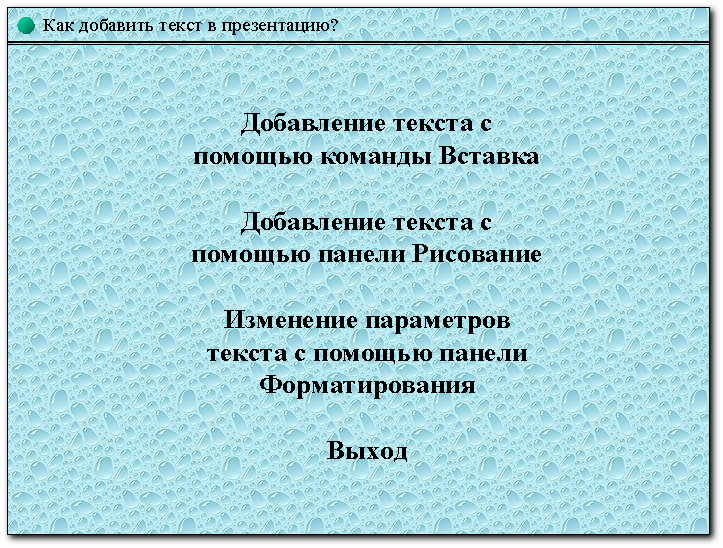 Как добавить текст в презентацию?
Добавление текста с
помощью команды Вставка
Добавление текста с
помощью панели Рисование
Изменение параметров
текста с помощью панели
Форматирования
Выход